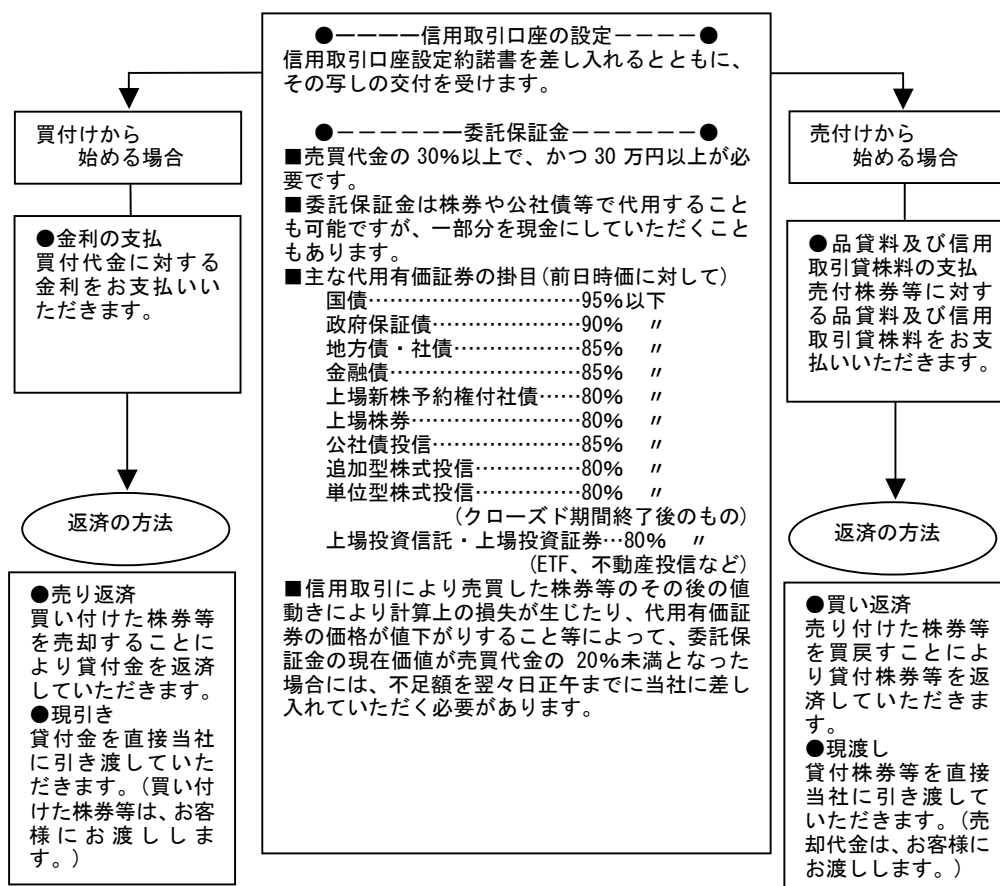 ●ーーーー信用取引口座の設定ーーーー●
信用取引口座設定約諾書を差し入れるとともに、
その写しの交付を受けます。
●ーーーーーー委託保証金ーーーーーー●
■売買代金の 30%以上で、かつ 30 万円以上が必
要です。
■委託保証金は株券や公社債等で代用すること
も可能ですが、一部分を現金にしていただくこと
もあります。
■主な代用有価証券の掛目(前日時価に対して)
国債…………………………95%以下
政府保証債…………………90% 〃
地方債・社債………………85% 〃
金融債………………………85% 〃
上場新株予約権付社債……80% 〃
上場株券……………………80% 〃
公社債投信…………………85% 〃
追加型株式投信……………80% 〃
単位型株式投信……………80% 〃
(クローズド期間終了後のもの)
上場投資信託・上場投資証券…80% 〃
(ETF、不動産投信など)
■信用取引により売買した株券等のその後の値
動きにより計算上の損失が生じたり、代用有価証
券の価格が値下がりすること等によって、委託保
証金の現在価値が売買代金の 20%未満となった
場合には、不足額を翌々日正午までに当社に差し
入れていただく必要があります。
買付けから
始める場合
●金利の支払
買付代金に対する
金利をお支払いい
ただきます。
返済の方法
●売り返済
買い付けた株券等
を売却することに
より貸付金を返済
していただきます。
●現引き
貸付金を直接当社
に引き渡していた
だきます。(買い付
けた株券等は、お客
様にお渡ししま
す。)
売付けから
始める場合
●品貸料及び信用
取引貸株料の支払
売付株券等に対す
る品貸料及び信用
取引貸株料をお支
払いいただきます。
返済の方法
●買い返済
売り付けた株券等
を買戻すことによ
り貸付株券等を返
済していただきま
す。
●現渡し
貸付株券等を直接
当社に引き渡して
いただきます。(売
却代金は、お客様に
お渡しします。)